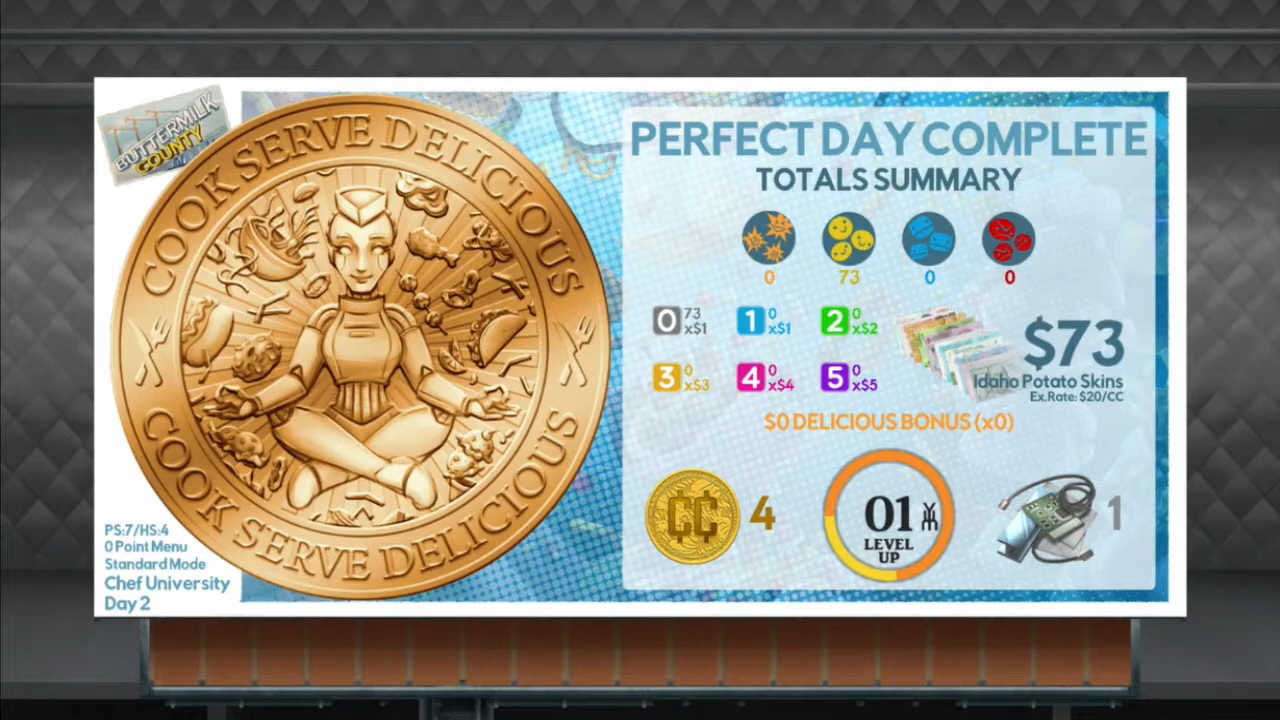 BUTTERMILK
COUNTY
COOK SERVE DELICIOUS
COOK SERVE DELICIOUS
PS:7/HS:4
0 Point Menu
Standard Mode
Chef University
Day 2
PERFECT DAY COMPLETE
TOTALS SUMMARY
0 73 0 0
0 73 x$1 1 0 x$1 2 0 x$2
3 0 x$3 4 0 x$4 5 0 x$5
$73
Idaho Potato Skins
Ex.Rate: $20/CC
$0 DELICIOUS BONUS (x0)
CC 4
01
LEVEL
UP
1